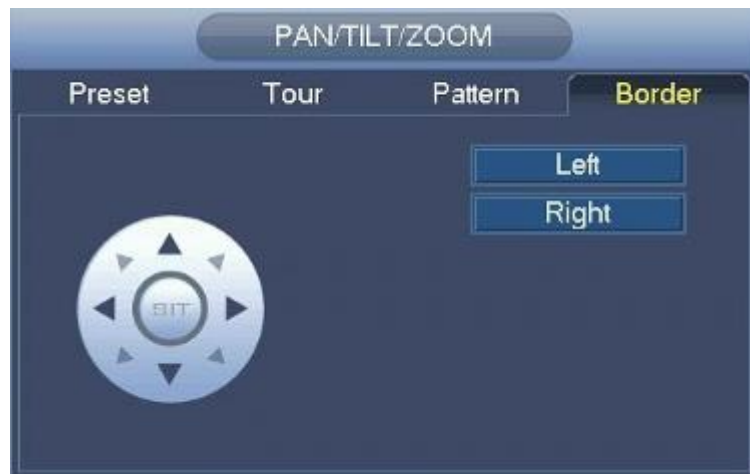 PAN/TILT/ZOOM
Preset Tour Pattern Border
Left
Right
SIT